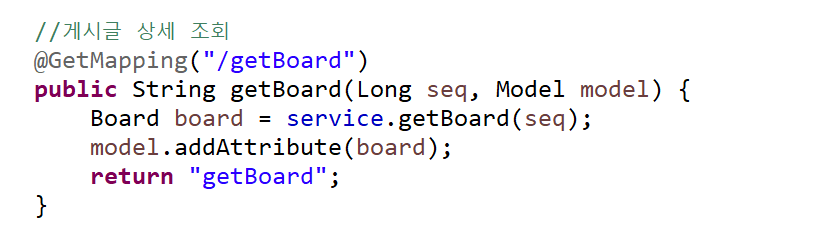 //게시글 상세 조회
@GetMapping("/getBoard")
public String getBoard(Long seq, Model model) {
    Board board = service.getBoard(seq);
    model.addAttribute(board);
    return "getBoard";
}